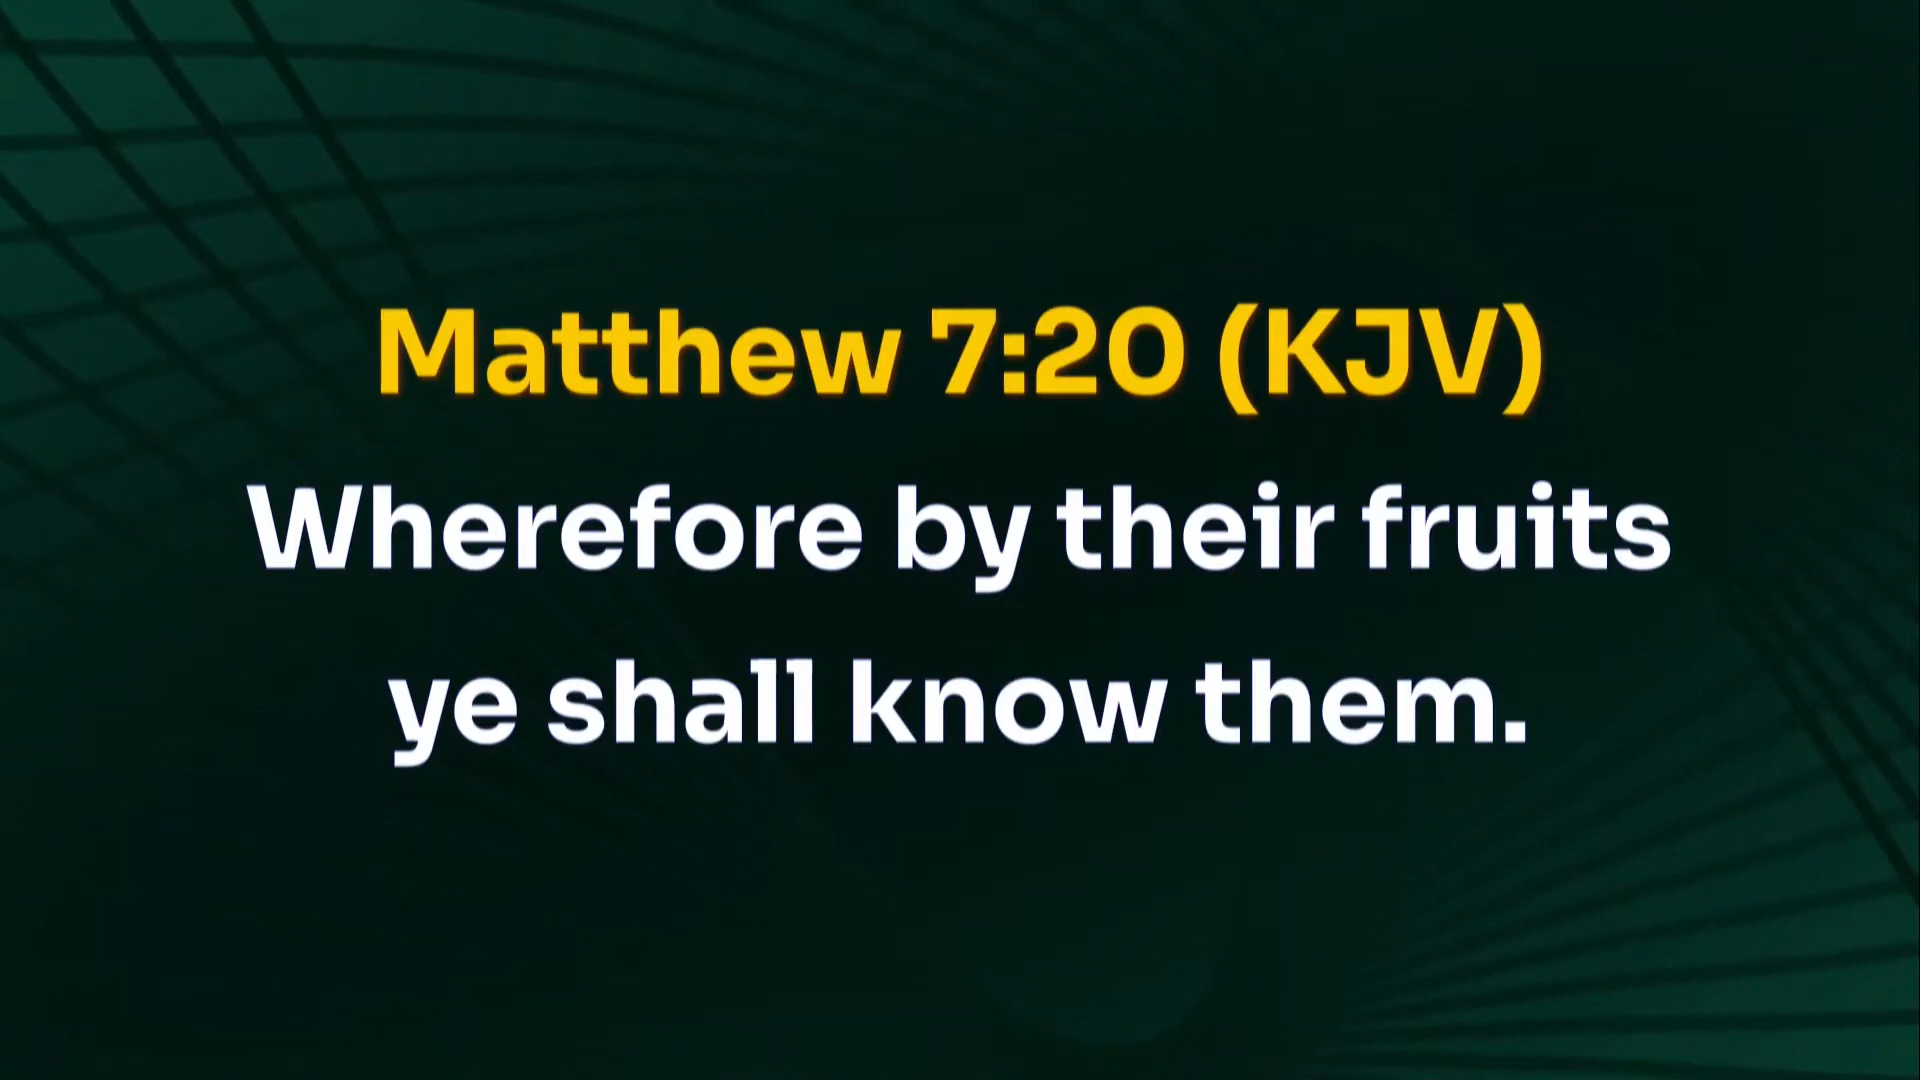 Matthew 7:20 (KJV)
Wherefore by their fruits
ye shall know them.